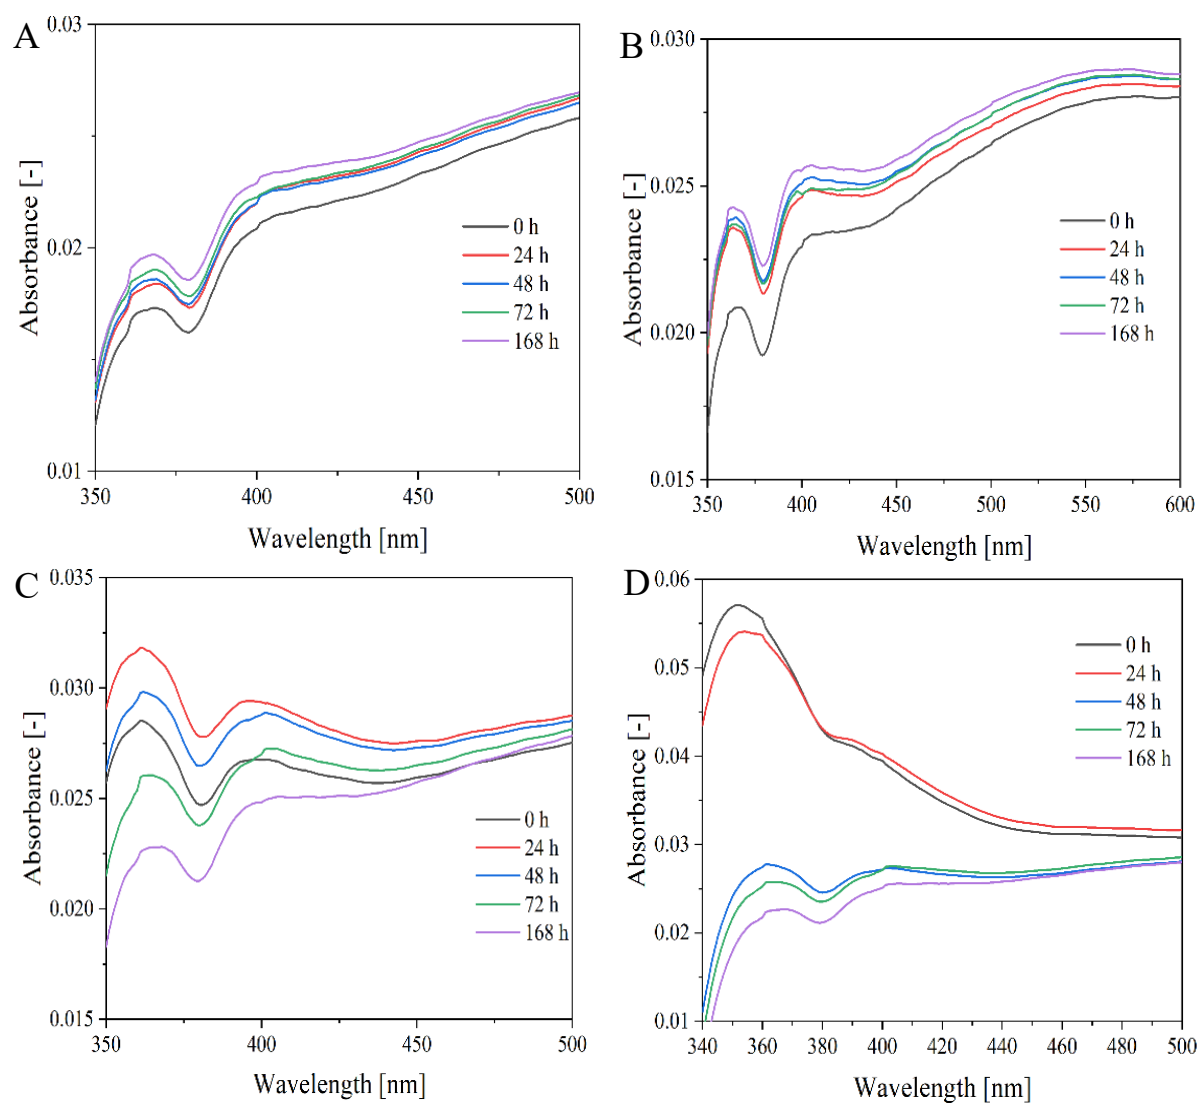 A
Absorbance [-]
0.03
0.02
0.01
350
400
450
500
Wavelength [nm]
0 h
24 h
48 h
72 h
168 h
B
Absorbance [-]
0.030
0.025
0.020
0.015
350
400
450
500
550
600
Wavelength [nm]
0 h
24 h
48 h
72 h
168 h
C
Absorbance [-]
0.035
0.030
0.025
0.020
0.015
350
400
450
500
Wavelength [nm]
0 h
24 h
48 h
72 h
168 h
D
Absorbance [-]
0.06
0.05
0.04
0.03
0.02
0.01
340
360
380
400
420
440
460
480
500
Wavelength [nm]
0 h
24 h
48 h
72 h
168 h